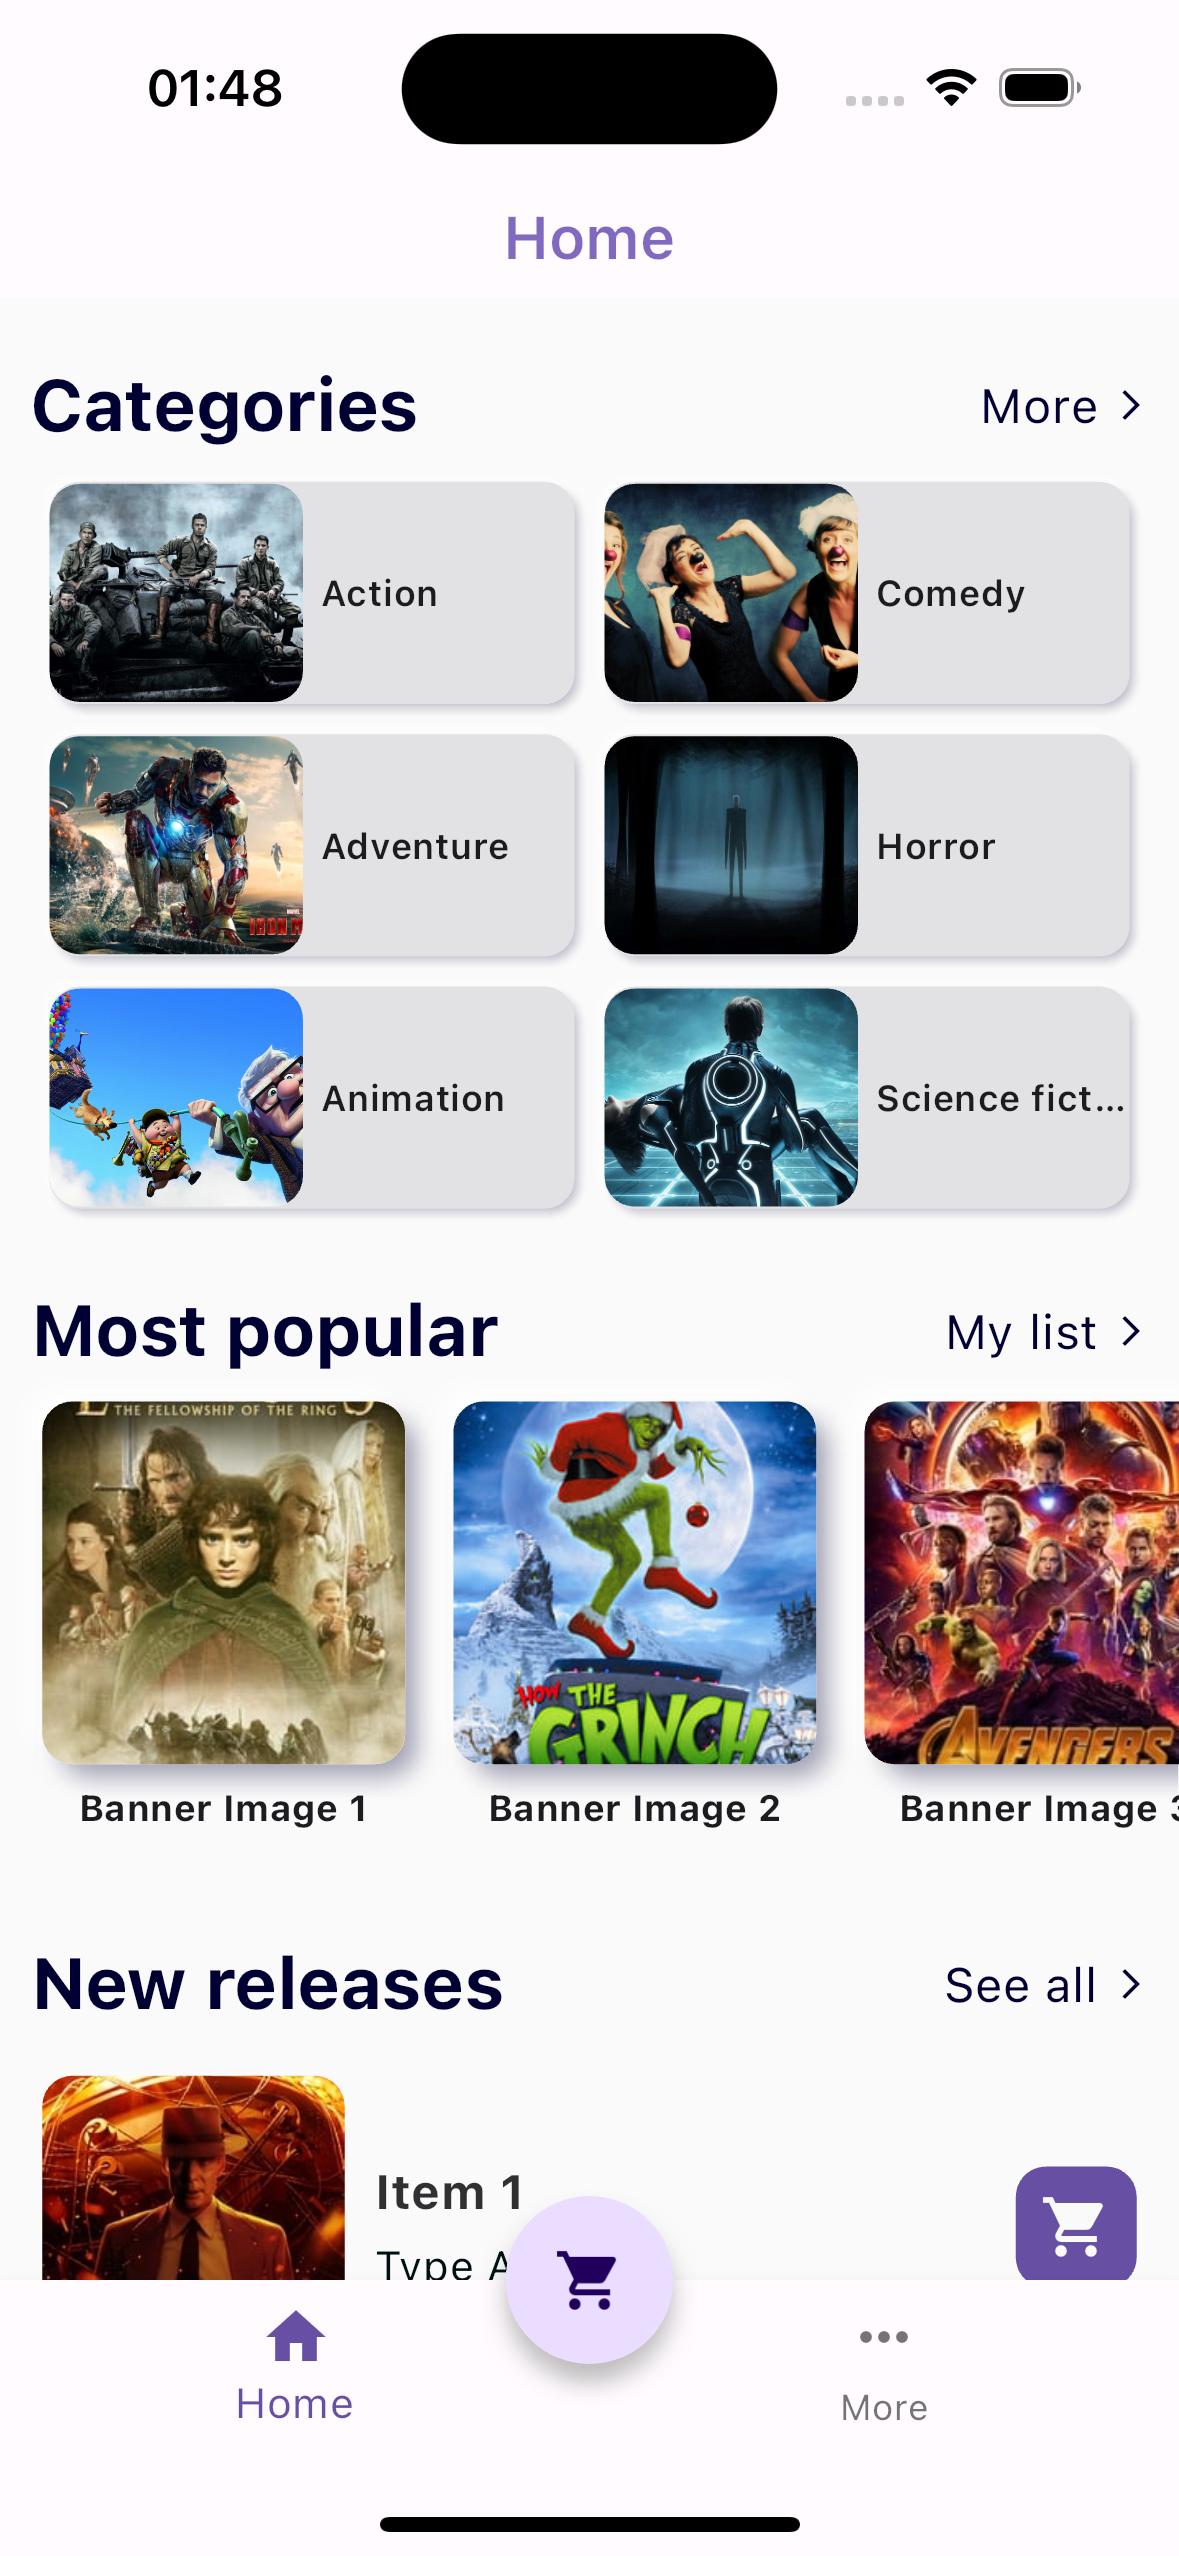 01:48
Home
Categories
More
Action
Comedy
IRON M
Adventure
Horror
Animation
Science fict...
Most popular
My list
THE FELLOWSHIP OF THE RING
HOW THE
GRINCH
AVENGERS
Banner Image 1
Banner Image 2
Banner Image 3
New releases
See all
Item 1
Type A
Home
More